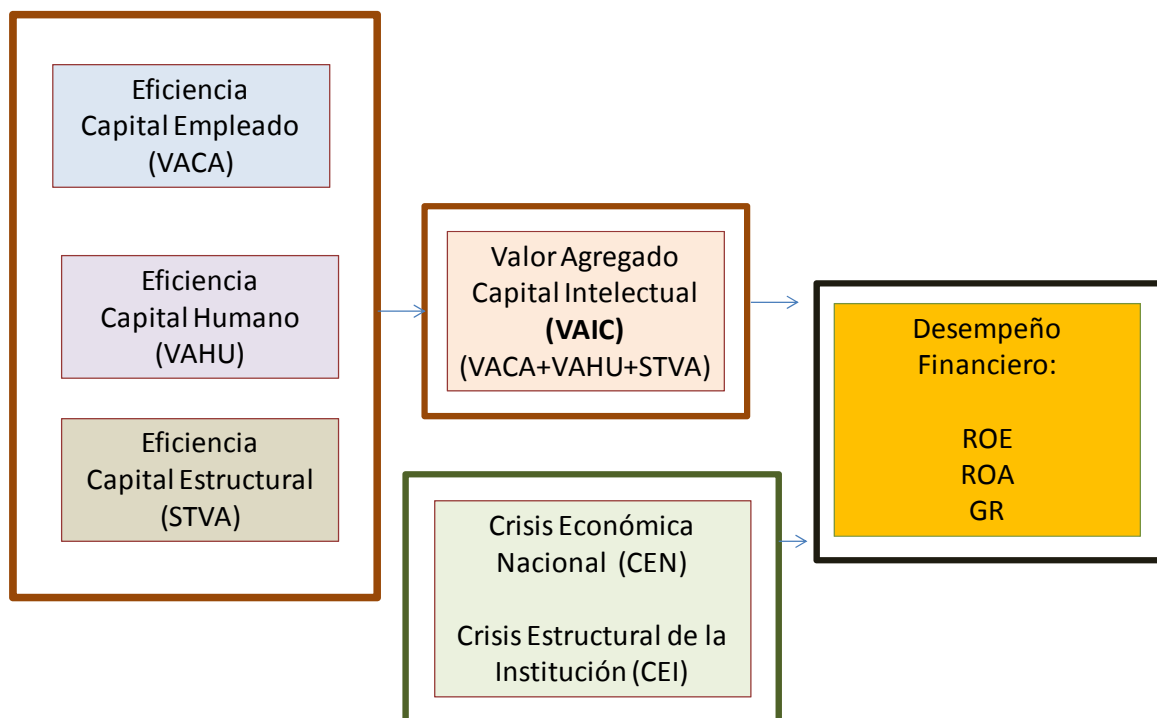 Eficiencia
Capital Empleado
(VACA)
Eficiencia
Capital Humano
(VAHU)
Eficiencia
Capital Estructural
(STVA)
Valor Agregado
Capital Intelectual
(VAIC)
(VACA+VAHU+STVA)
Crisis Económica
Nacional (CEN)
Crisis Estructural de la
Institución (CEI)
Desempeño
Financiero:
ROE
ROA
GR